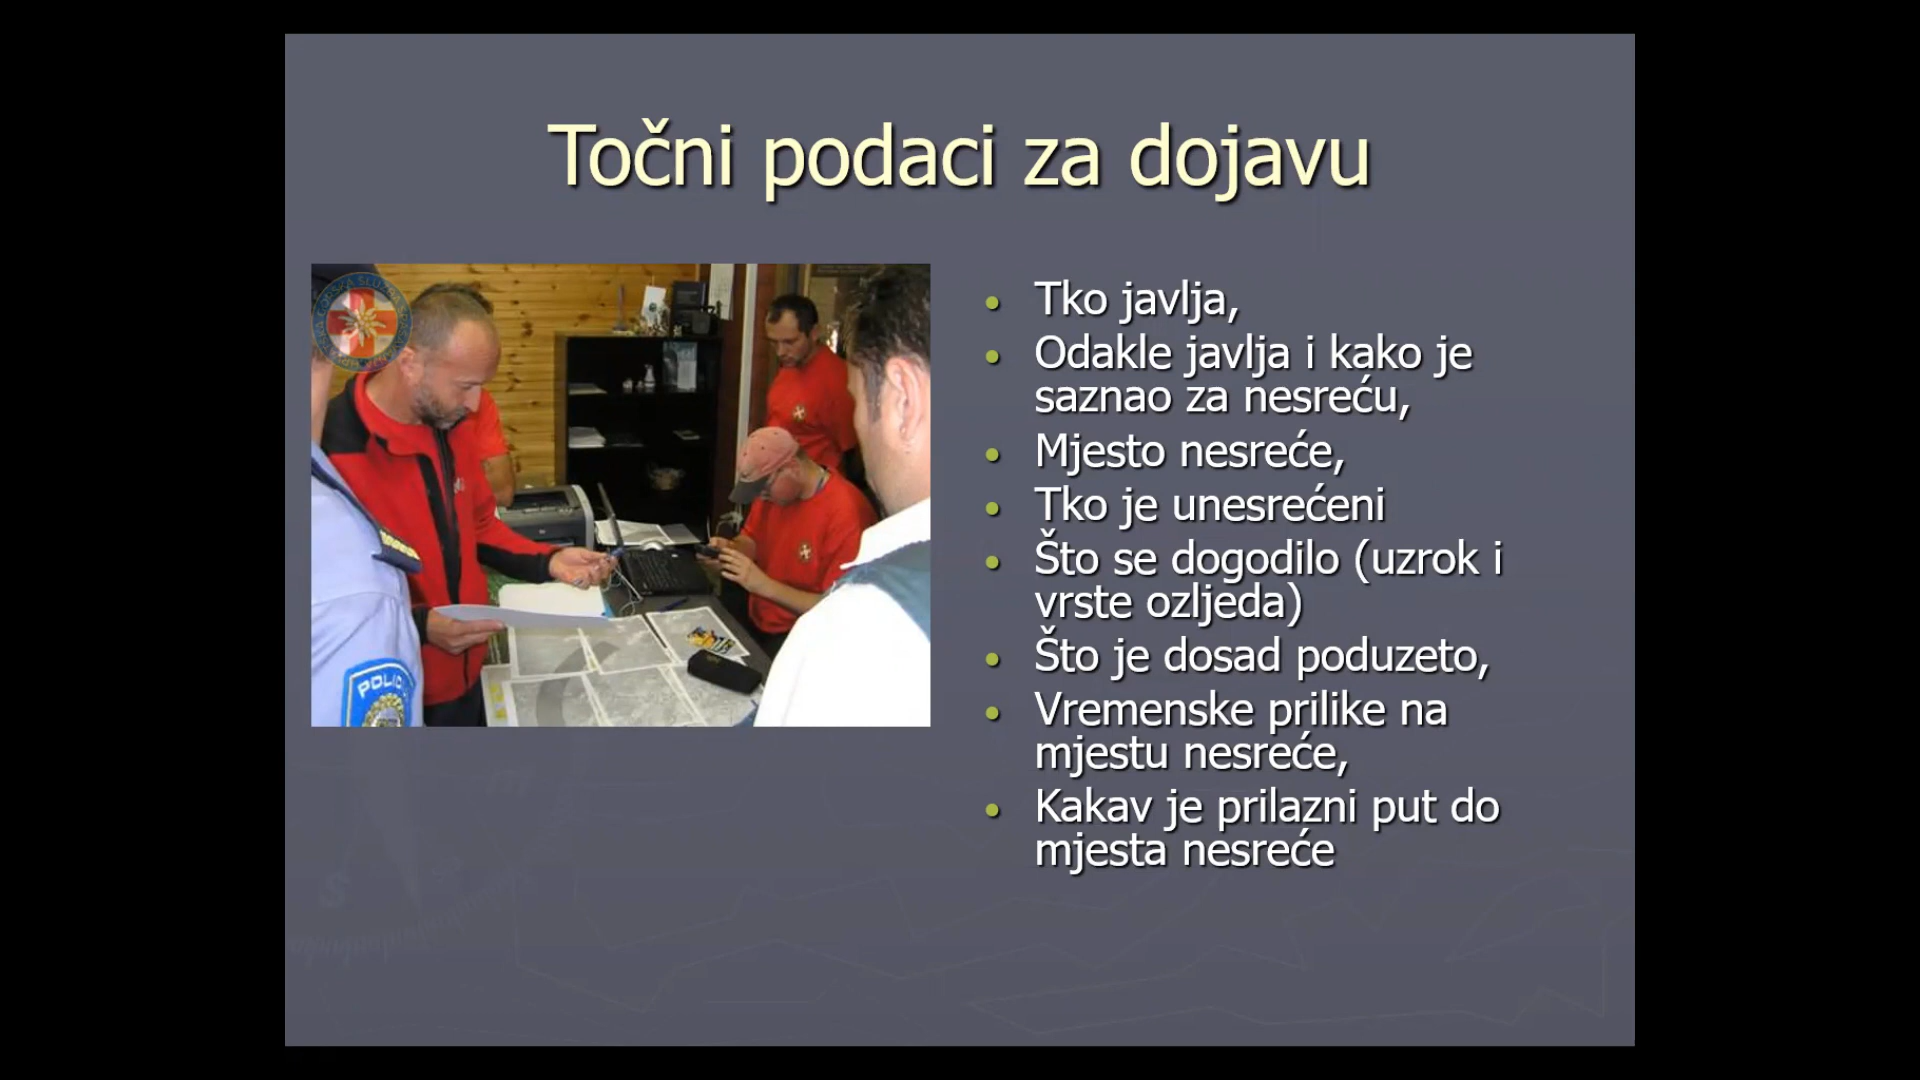 Točni podaci za dojavu
Tko javlja,
Odakle javlja i kako je
saznao za nesreću,
Mjesto nesreće,
Tko je unesrećeni
Što se dogodilo (uzrok i
vrste ozljeda)
Što je dosad poduzeto,
Vremenske prilike na
mjestu nesreće,
Kakav je prilazni put do
mjesta nesreće